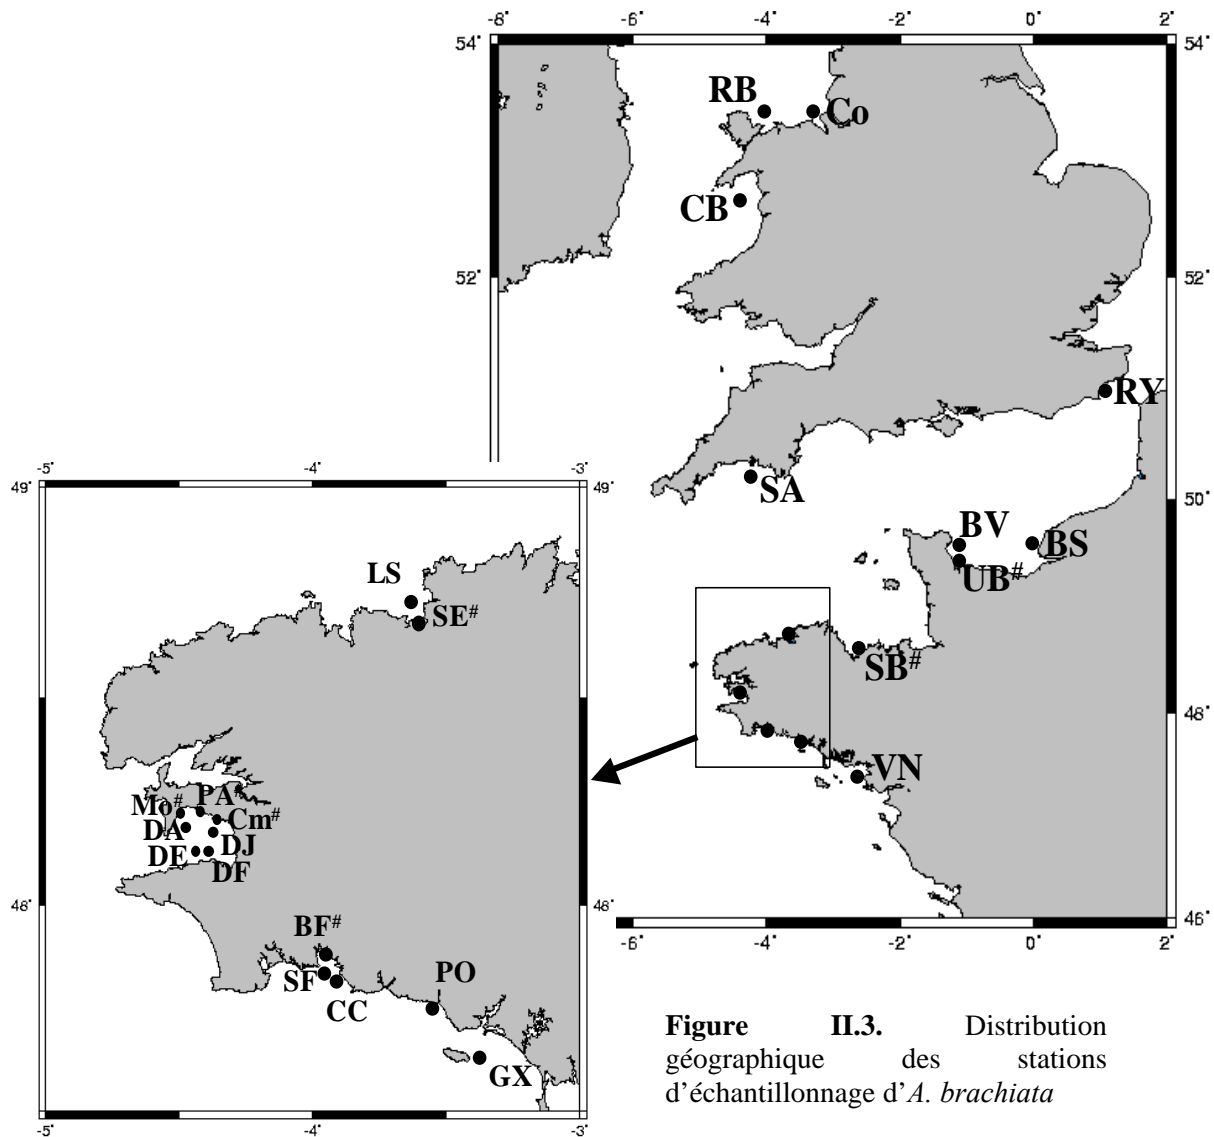 -8° -6° -4° -2° 0° 2°
54° 54°
RB
Co
CB
52° 52°
RY
SA
50° 50°
BV
BS
UB#
SB#
48°
VN
46°
-6° -4° -2° 0° 2°
-5° -4° -3°
49° 49°
LS
SE#
PA#
Mo#
Cm#
DA
DJ
DE
DF
48° 48°
BF#
SF
PO
CC
GX
-5° -4° -3°
Figure II.3. Distribution
géographique des stations
d'échantillonnage d'A. brachiata